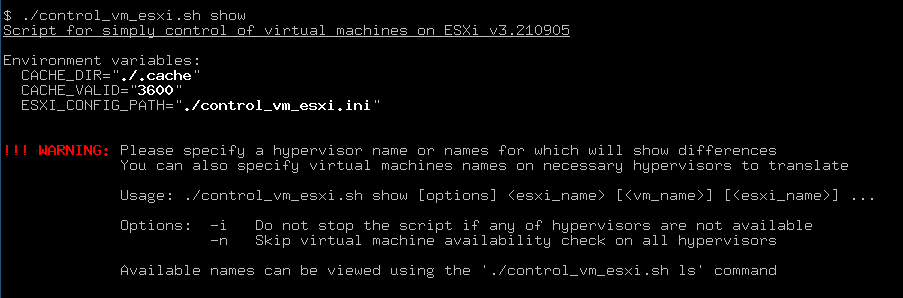 $ ./control_vm_esxi.sh show
Script for simply control of virtual machines on ESXi v3.210905
Environment variables:
CACHE_DIR="./.cache"
CACHE_VALID="3600"
ESXI_CONFIG_PATH="./control_vm_esxi.ini"
!!! WARNING: Please specify a hypervisor name or names for which will show differences
You can also specify virtual machines names on necessary hypervisors to translate
Usage: ./control_vm_esxi.sh show [options] <esxi_name> [<vm_name>] [<esxi_name>] ...
Options: -i Do not stop the script if any of hypervisors are not available
-n Skip virtual machine availability check on all hypervisors
Available names can be viewed using the './control_vm_esxi.sh ls' command